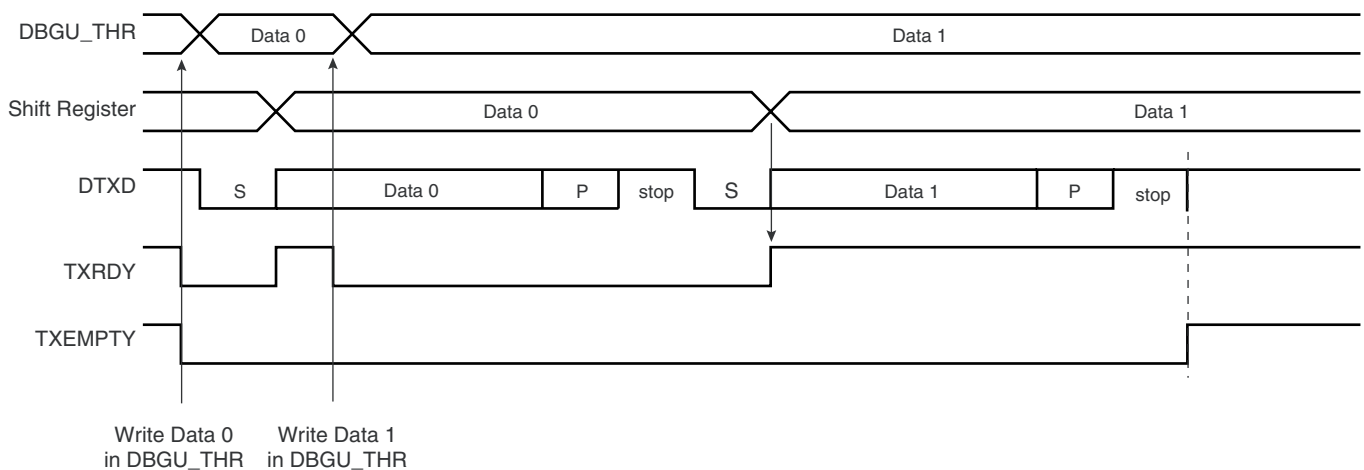 DBGU_THR Data 0 Data 1
Shift Register Data 0 Data 1
DTXD S Data 0 P stop S Data 1 P stop
TXRDY
TXEMPTY
Write Data 0 Write Data 1
in DBGU_THR in DBGU_THR